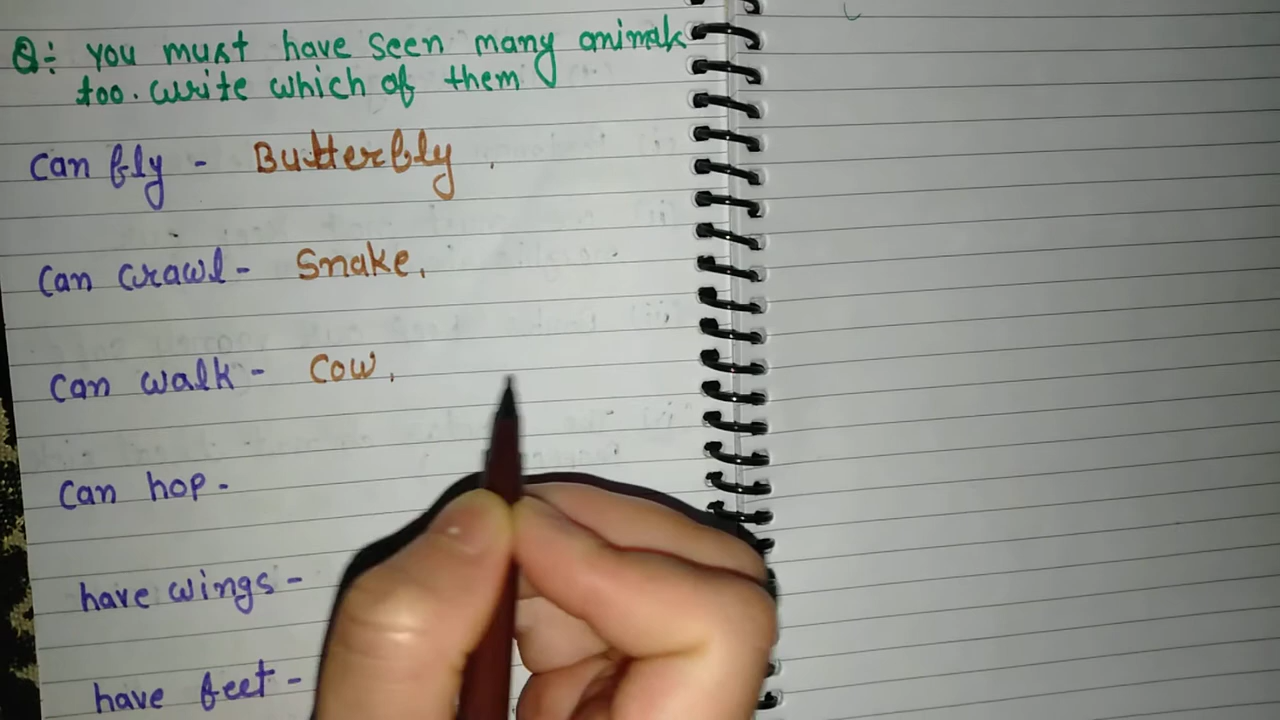 Q: you must have seen many animals
too. write which of them
can fly - Butterfly.
can crawl - Snake,
can walk - cow,
can hop -
have wings -
have feet -